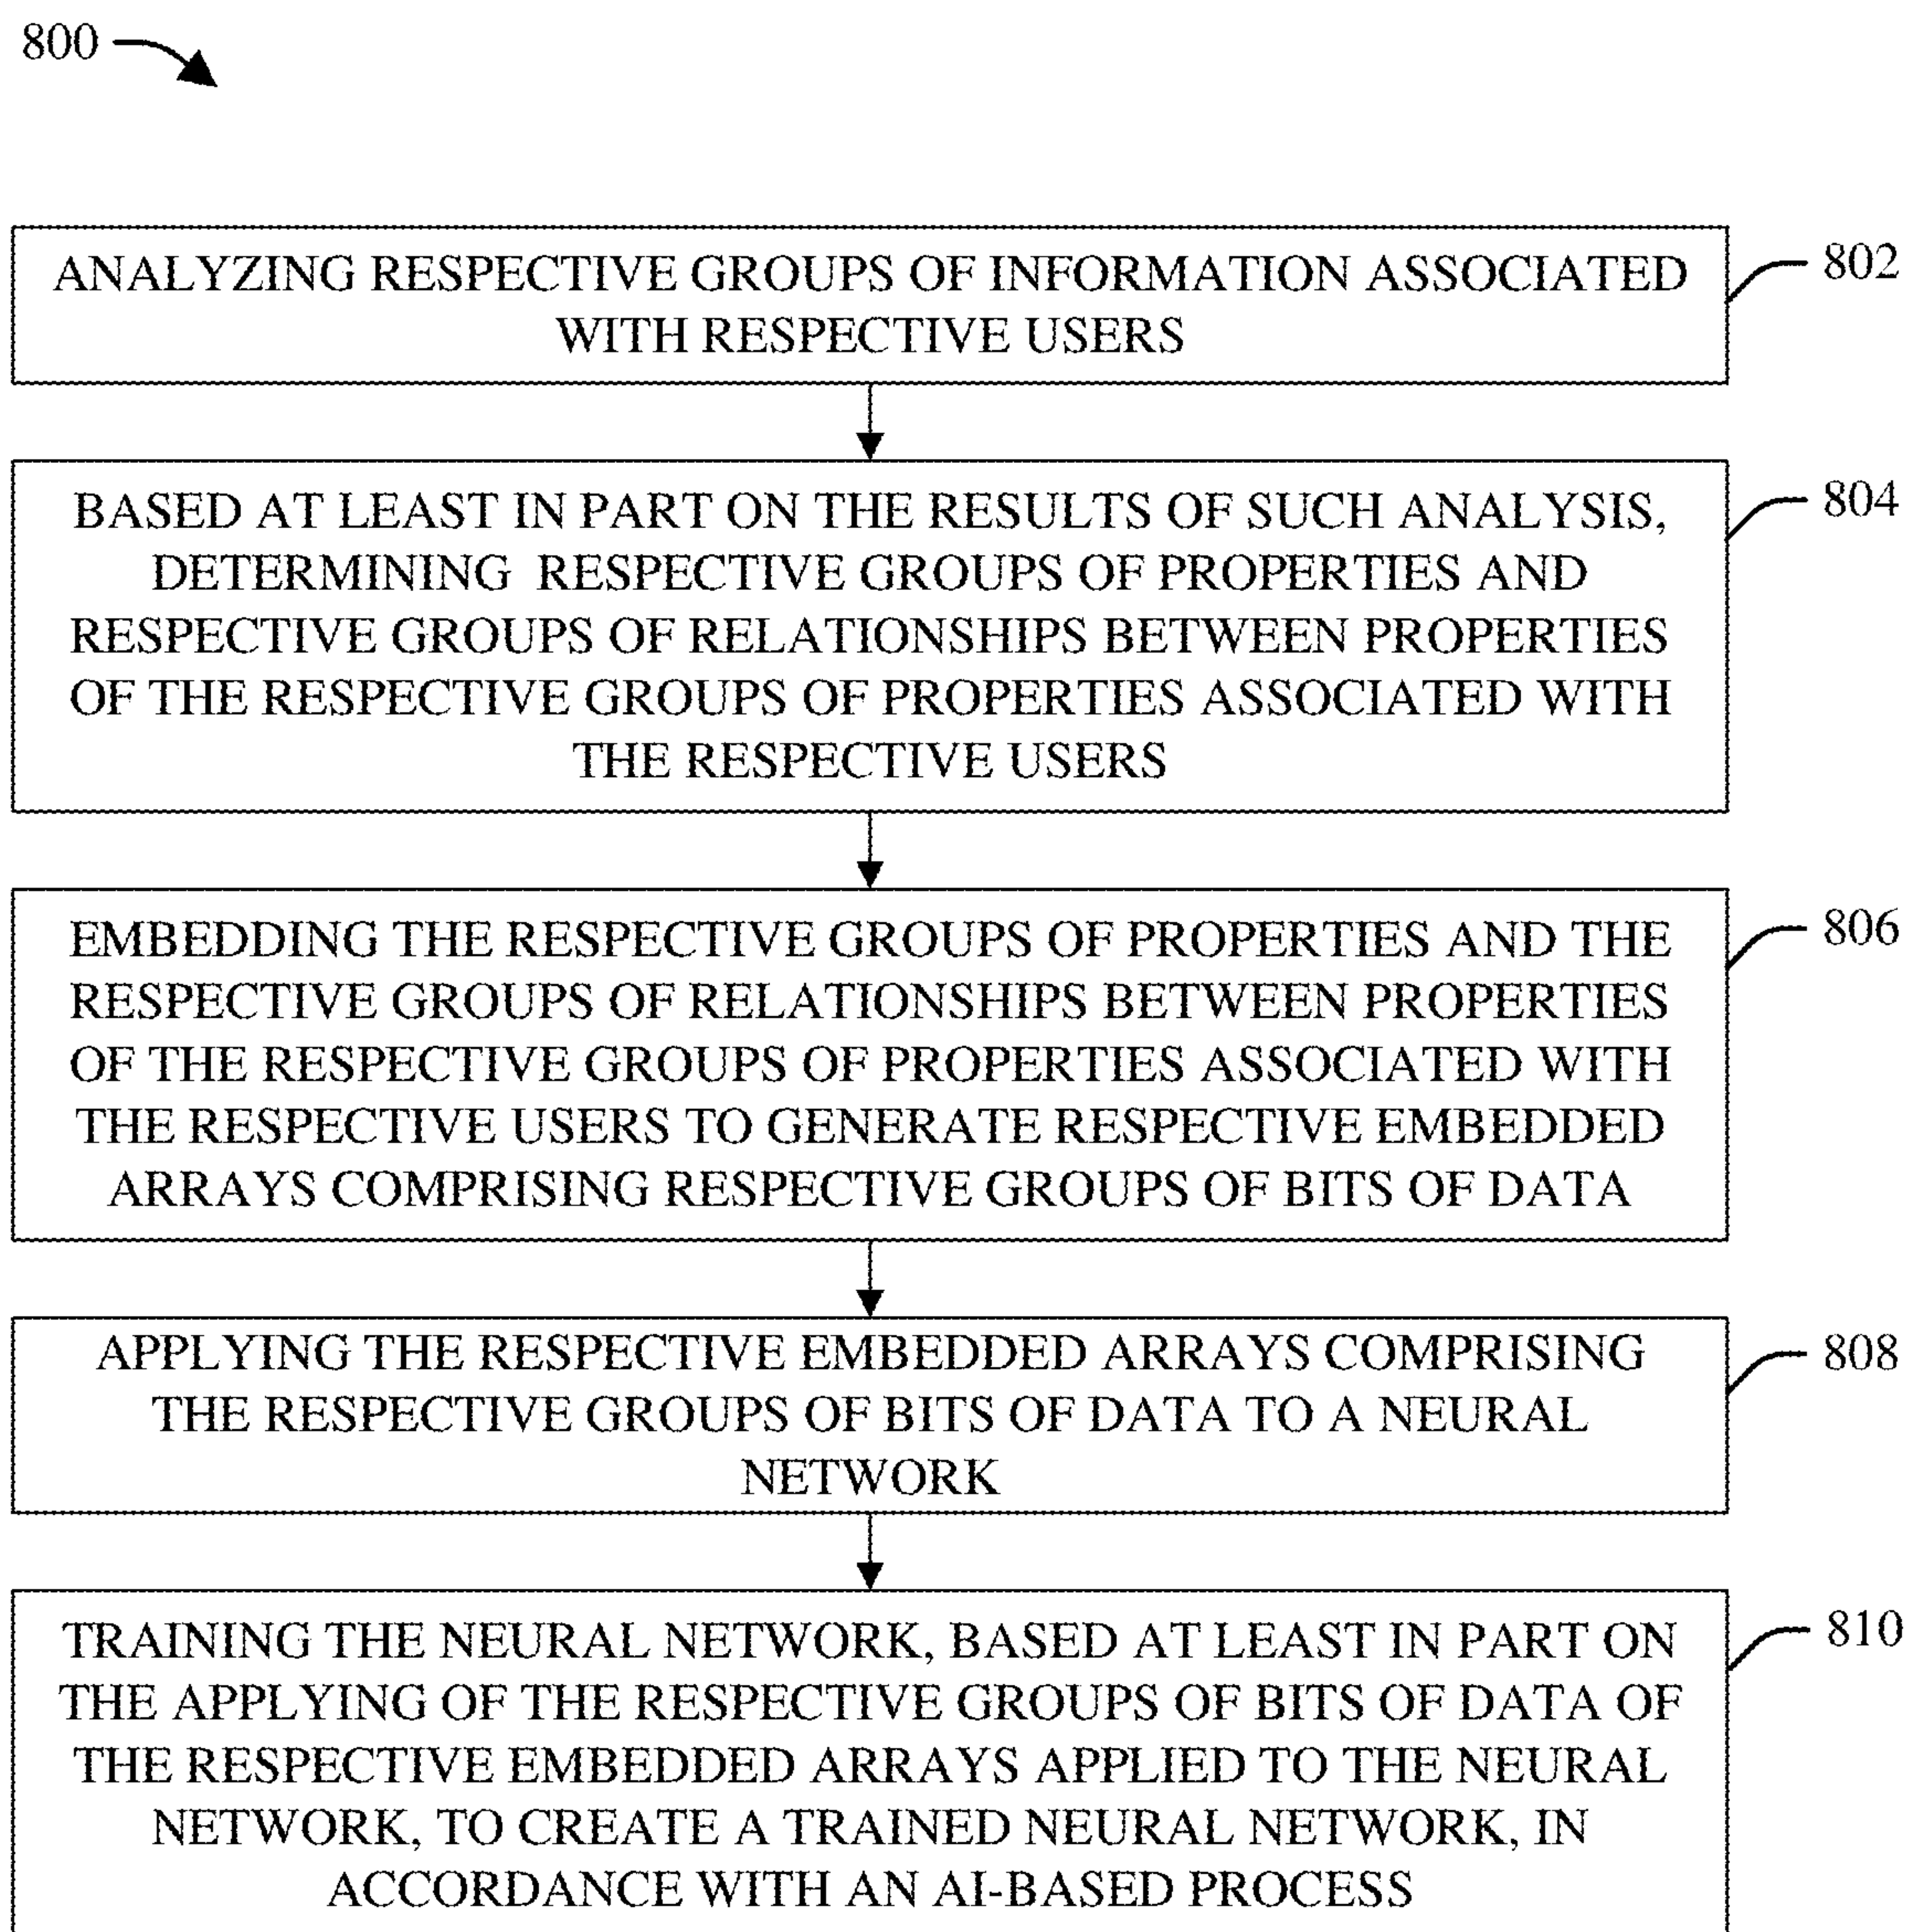 800
ANALYZING RESPECTIVE GROUPS OF INFORMATION ASSOCIATED
WITH RESPECTIVE USERS
802
BASED AT LEAST IN PART ON THE RESULTS OF SUCH ANALYSIS,
DETERMINING RESPECTIVE GROUPS OF PROPERTIES AND
RESPECTIVE GROUPS OF RELATIONSHIPS BETWEEN PROPERTIES
OF THE RESPECTIVE GROUPS OF PROPERTIES ASSOCIATED WITH
THE RESPECTIVE USERS
804
EMBEDDING THE RESPECTIVE GROUPS OF PROPERTIES AND THE
RESPECTIVE GROUPS OF RELATIONSHIPS BETWEEN PROPERTIES
OF THE RESPECTIVE GROUPS OF PROPERTIES ASSOCIATED WITH
THE RESPECTIVE USERS TO GENERATE RESPECTIVE EMBEDDED
ARRAYS COMPRISING RESPECTIVE GROUPS OF BITS OF DATA
806
APPLYING THE RESPECTIVE EMBEDDED ARRAYS COMPRISING
THE RESPECTIVE GROUPS OF BITS OF DATA TO A NEURAL
NETWORK
808
TRAINING THE NEURAL NETWORK, BASED AT LEAST IN PART ON
THE APPLYING OF THE RESPECTIVE GROUPS OF BITS OF DATA OF
THE RESPECTIVE EMBEDDED ARRAYS APPLIED TO THE NEURAL
NETWORK, TO CREATE A TRAINED NEURAL NETWORK, IN
ACCORDANCE WITH AN AI-BASED PROCESS
810